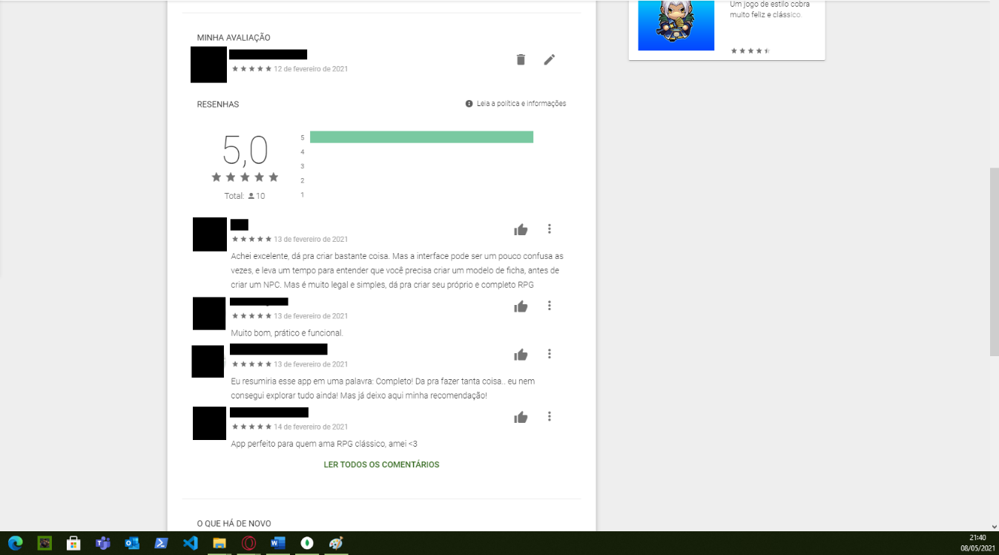 Um jogo de estilo cobra
muito feliz e clássico.
MINHA AVALIAÇÃO
12 de fevereiro de 2021
RESENHAS
Leia a política e informações
5,0
5
4
3
2
1
Total: 10
13 de fevereiro de 2021
Achei excelente, dá pra criar bastante coisa. Mas a interface pode ser um pouco confusa as
vezes, e leva um tempo para entender que você precisa criar um modelo de ficha, antes de
criar um NPC. Mas é muito legal e simples, dá pra criar seu próprio e completo RPG
13 de fevereiro de 2021
Muito bom, prático e funcional.
13 de fevereiro de 2021
Eu resumiria esse app em uma palavra: Completo! Da pra fazer tanta coisa.. eu nem
consegui explorar tudo ainda! Mas já deixo aqui minha recomendação!
14 de fevereiro de 2021
App perfeito para quem ama RPG clássico, amei <3
LER TODOS OS COMENTÁRIOS
O QUE HÁ DE NOVO
21:40
08/05/2021